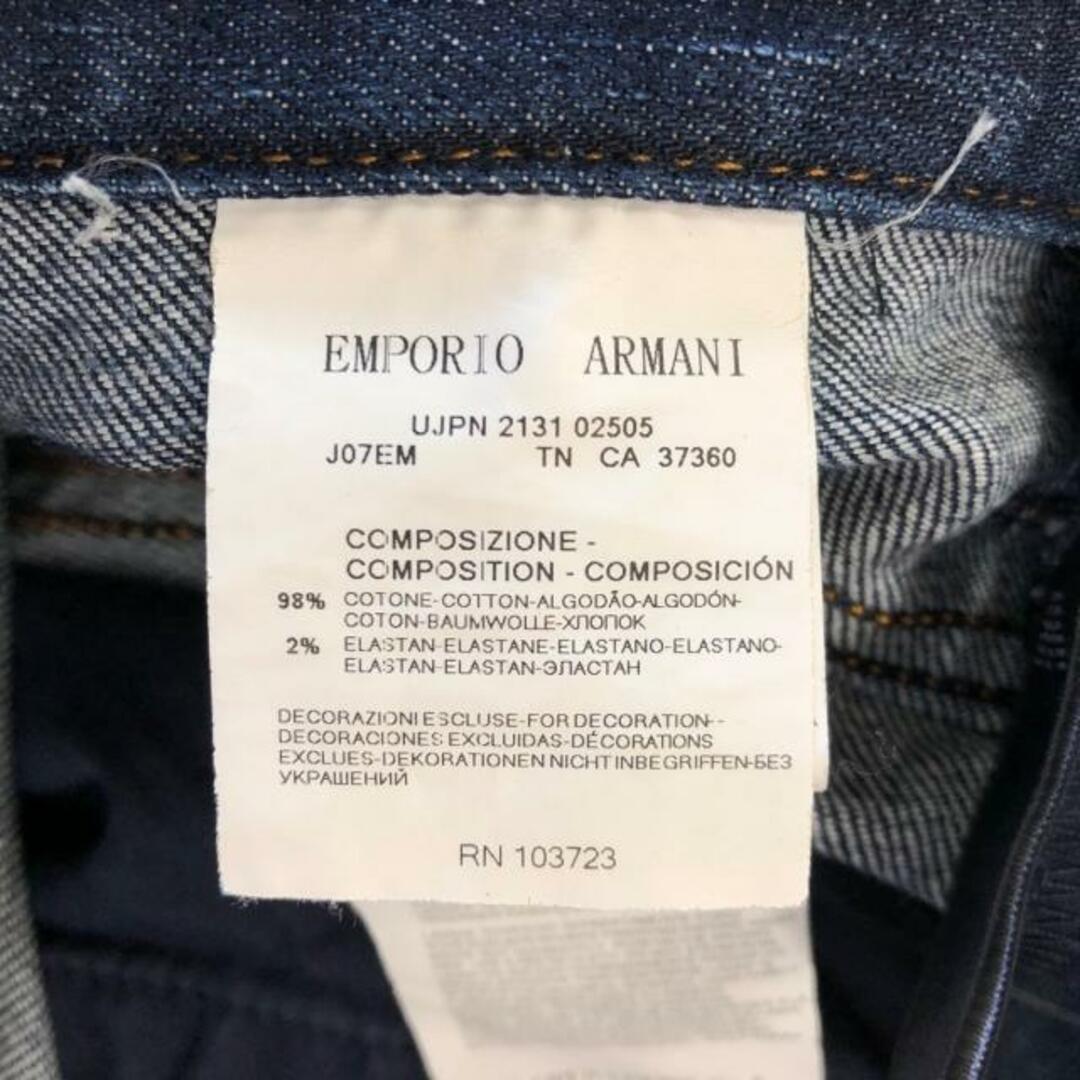 EMPORIO ARMANI
UJPN 2131 02505
J07EM TN CA 37360
COMPOSIZIONE -
COMPOSITION - COMPOSICIÓN
98% COTONE-COTTON-ALGODÃO-ALGODÓN-
COTON-BAUMWOLLE-ХЛОПОК
2% ELASTAN-ELASTANE-ELASTANO-ELASTANO-
ELASTAN-ELASTAN-ЭЛАСТАН
DECORAZIONI ESCLUSE-FOR DECORATION--
DECORACIONES EXCLUIDAS-DÉCORATIONS
EXCLUES-DEKORATIONEN NICHT INBEGRIFFEN-БЕЗ
УКРАШЕНИЙ
RN 103723